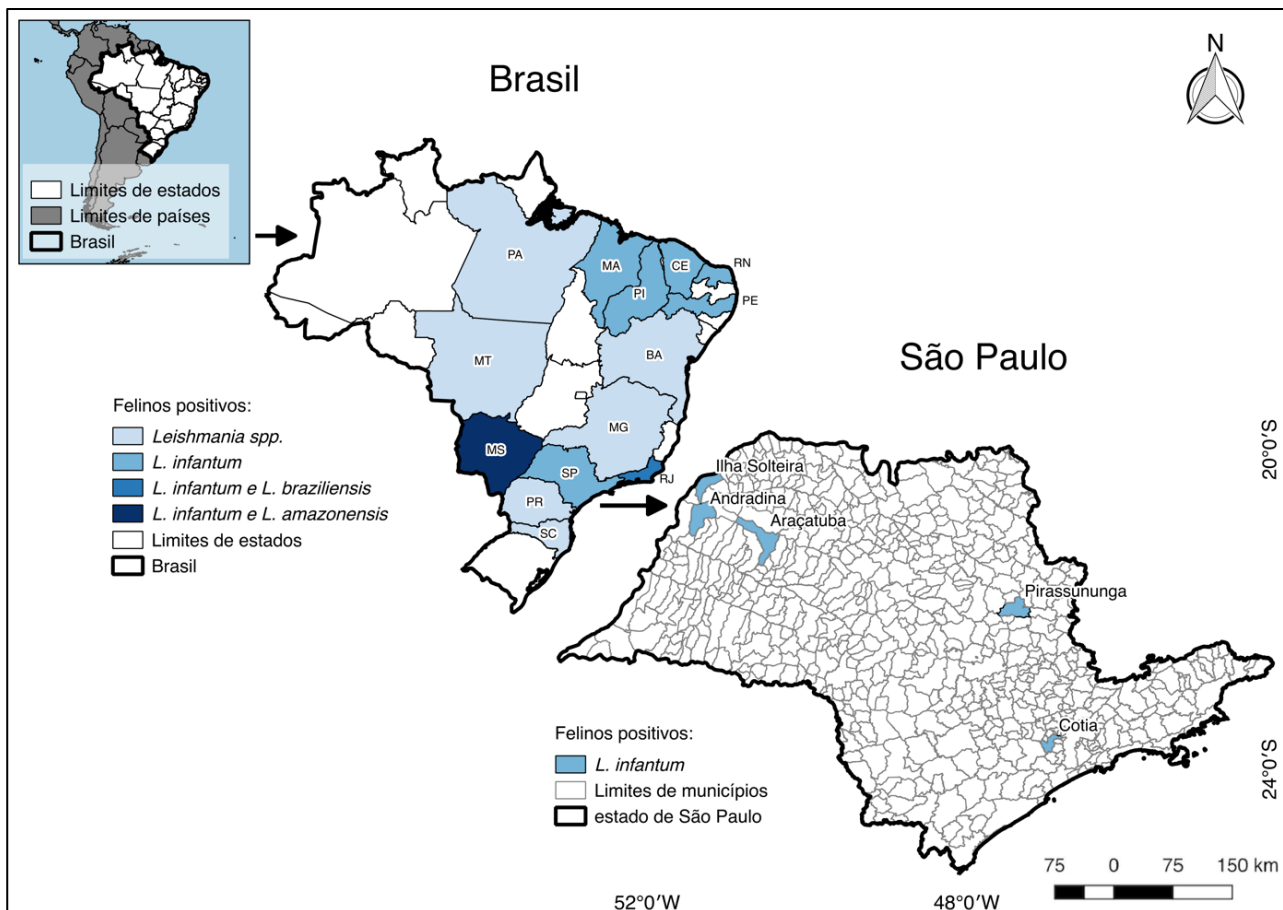 Limites de estados
Limites de países
Brasil
Brasil
N
PA
MA
CE
RN
PI
PE
MT
BA
MG
MS
SP
RJ
PR
SC
Felinos positivos:
Leishmania spp.
L. infantum
L. infantum e L. braziliensis
L. infantum e L. amazonensis
Limites de estados
Brasil
São Paulo
Ilha Solteira
Andradina
Araçatuba
Pirassununga
Cotia
20°0′S
24°0′S
Felinos positivos:
L. infantum
Limites de municípios
estado de São Paulo
75 0 75 150 km
52°0′W
48°0′W